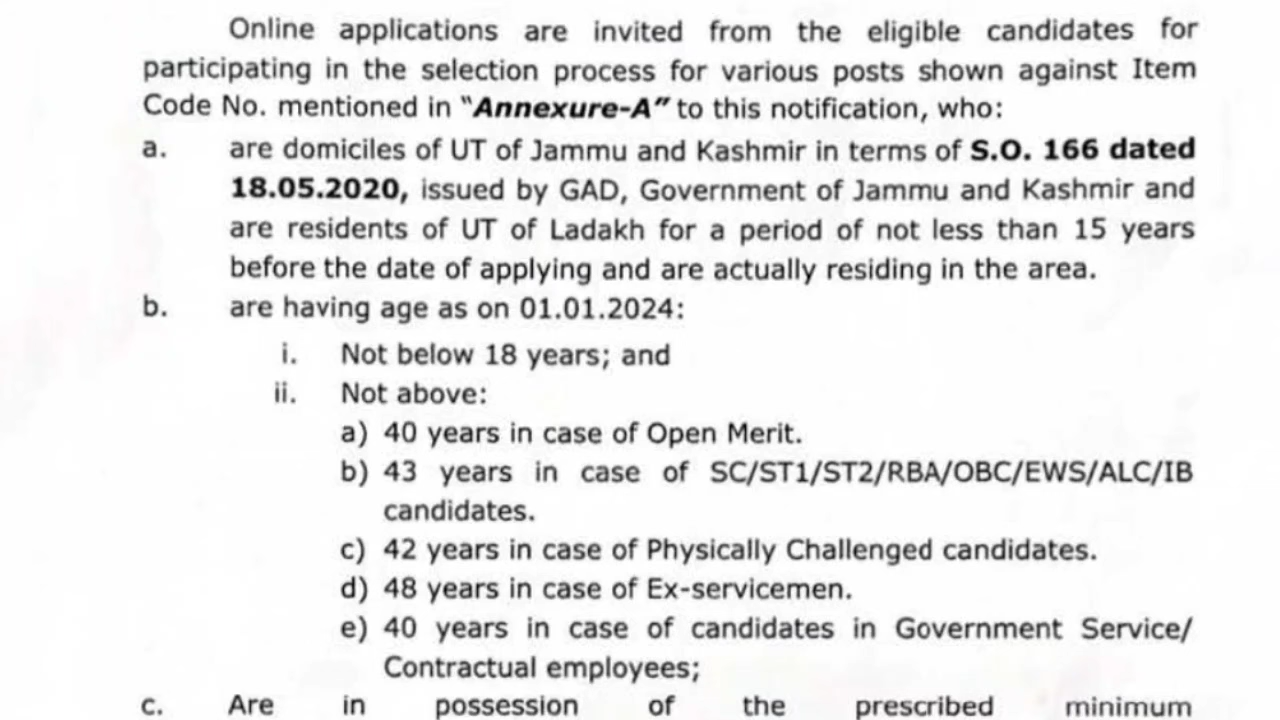 Online applications are invited from the eligible candidates for
participating in the selection process for various posts shown against Item
Code No. mentioned in "Annexure-A" to this notification, who:
a. are domiciles of UT of Jammu and Kashmir in terms of S.O. 166 dated
18.05.2020, issued by GAD, Government of Jammu and Kashmir and
are residents of UT of Ladakh for a period of not less than 15 years
before the date of applying and are actually residing in the area.
b. are having age as on 01.01.2024:
i. Not below 18 years; and
ii. Not above:
a) 40 years in case of Open Merit.
b) 43 years in case of SC/ST1/ST2/RBA/OBC/EWS/ALC/IB
candidates.
c) 42 years in case of Physically Challenged candidates.
d) 48 years in case of Ex-servicemen.
e) 40 years in case of candidates in Government Service/
Contractual employees;
c. Are in possession of the prescribed minimum